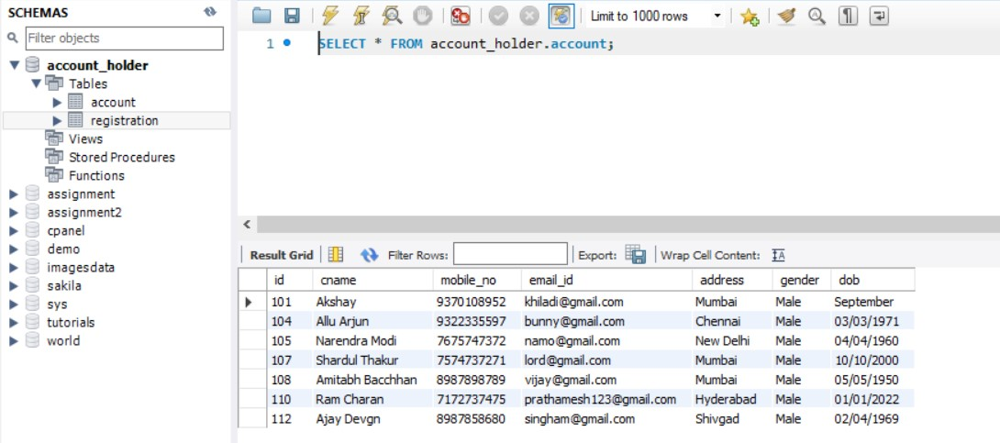 SCHEMAS
Filter objects
account_holder
Tables
account
registration
Views
Stored Procedures
Functions
assignment
assignment2
cpanel
demo
imagesdata
sakila
sys
tutorials
world
Limit to 1000 rows
1 SELECT * FROM account_holder.account;
Result Grid Filter Rows: Export: Wrap Cell Content: IA
id cname mobile_no email_id address gender dob
101 Akshay 9370108952 khiladi@gmail.com Mumbai Male September
104 Allu Arjun 9322335597 bunny@gmail.com Chennai Male 03/03/1971
105 Narendra Modi 7675747372 namo@gmail.com New Delhi Male 04/04/1960
107 Shardul Thakur 7574737271 lord@gmail.com Mumbai Male 10/10/2000
108 Amitabh Bacchhan 8987898789 vijay@gmail.com Mumbai Male 05/05/1950
110 Ram Charan 7172737475 prathamesh123@gmail.com Hyderabad Male 01/01/2022
112 Ajay Devgn 8987858680 singham@gmail.com Shivgad Male 02/04/1969